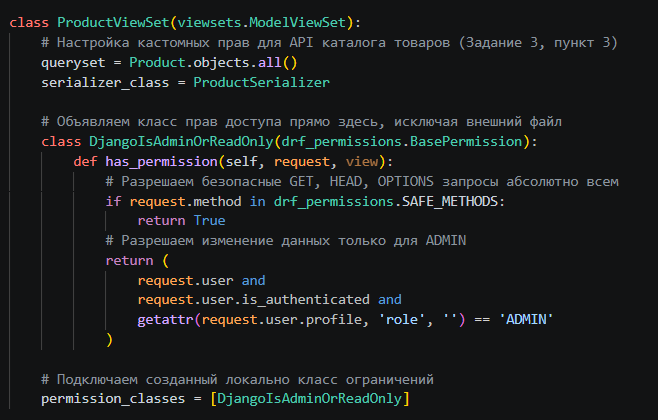 class ProductViewSet(viewsets.ModelViewSet):
    # Настройка кастомных прав для API каталога товаров (Задание 3, пункт 3)
    queryset = Product.objects.all()
    serializer_class = ProductSerializer

    # Объявляем класс прав доступа прямо здесь, исключая внешний файл
    class DjangoIsAdminOrReadOnly(drf_permissions.BasePermission):
        def has_permission(self, request, view):
            # Разрешаем безопасные GET, HEAD, OPTIONS запросы абсолютно всем
            if request.method in drf_permissions.SAFE_METHODS:
                return True
            # Разрешаем изменение данных только для ADMIN
            return (
                request.user and
                request.user.is_authenticated and
                getattr(request.user.profile, 'role', '') == 'ADMIN'
            )

    # Подключаем созданный локально класс ограничений
    permission_classes = [DjangoIsAdminOrReadOnly]